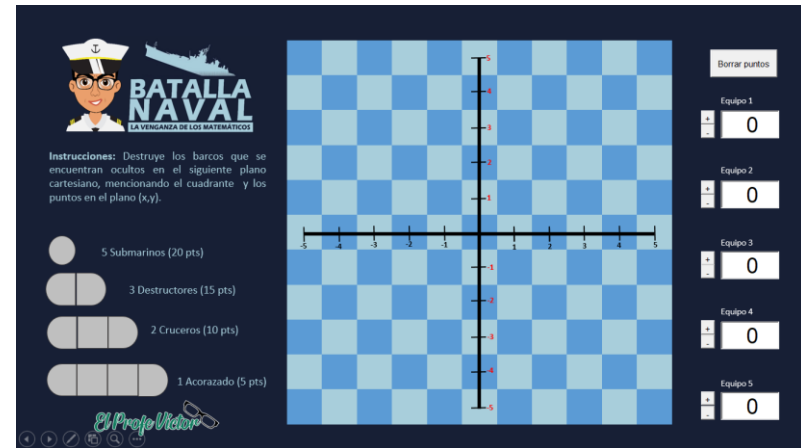 BATALLA
NAVAL
LA VENGANZA DE LOS MATEMÁTICOS
Instrucciones: Destruye los barcos que se
encuentran ocultos en el siguiente plano
cartesiano, mencionando el cuadrante y los
puntos en el plano (x,y).
5 Submarinos (20 pts)
3 Destructores (15 pts)
2 Cruceros (10 pts)
1 Acorazado (5 pts)
El Profe Victor
5
4
3
2
1
-5 -4 -3 -2 -1 1 2 3 4 5
-1
-2
-3
-4
-5
Borrar puntos
Equipo 1
+
-
0
Equipo 2
+
-
0
Equipo 3
+
-
0
Equipo 4
+
-
0
Equipo 5
+
-
0